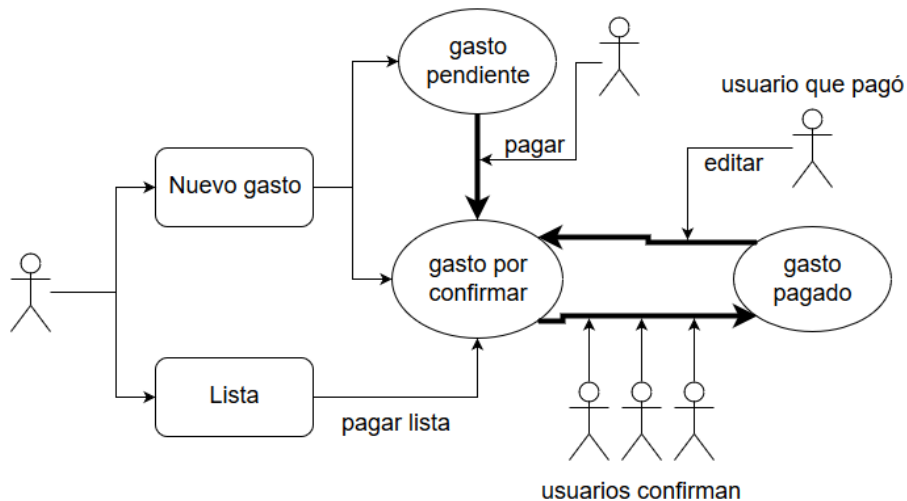 gasto
pendiente
usuario que pagó
pagar
editar
Nuevo gasto
gasto por
confirmar
gasto
pagado
Lista
pagar lista
usuarios confirman